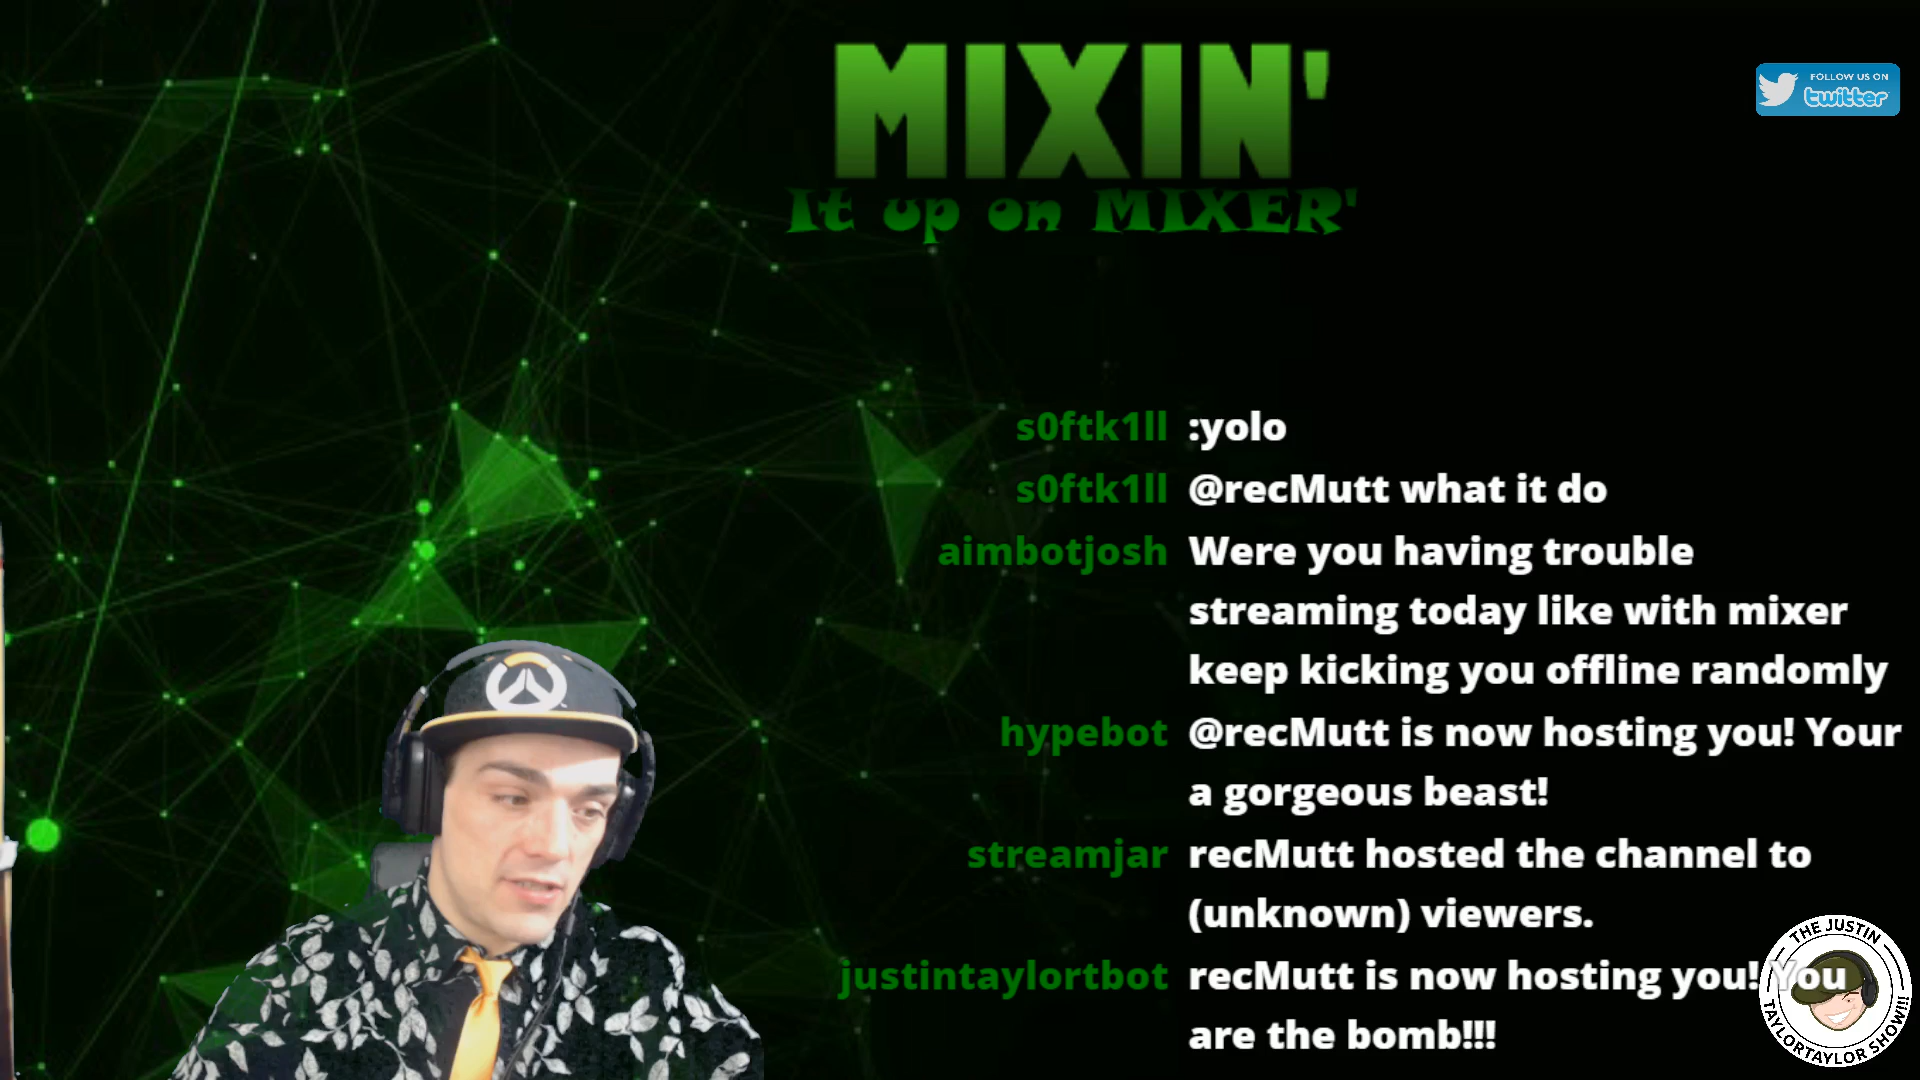 MIXIN'
It up on MIXER'
FOLLOW US ON
twitter
s0ftk1ll :yolo
s0ftk1ll @recMutt what it do
aimbotjosh Were you having trouble
streaming today like with mixer
keep kicking you offline randomly
hypebot @recMutt is now hosting you! Your
a gorgeous beast!
streamjar recMutt hosted the channel to
(unknown) viewers.
justintaylortbot recMutt is now hosting you! You
are the bomb!!!
THE JUSTIN
TAYLORTAYLOR SHOW!!!